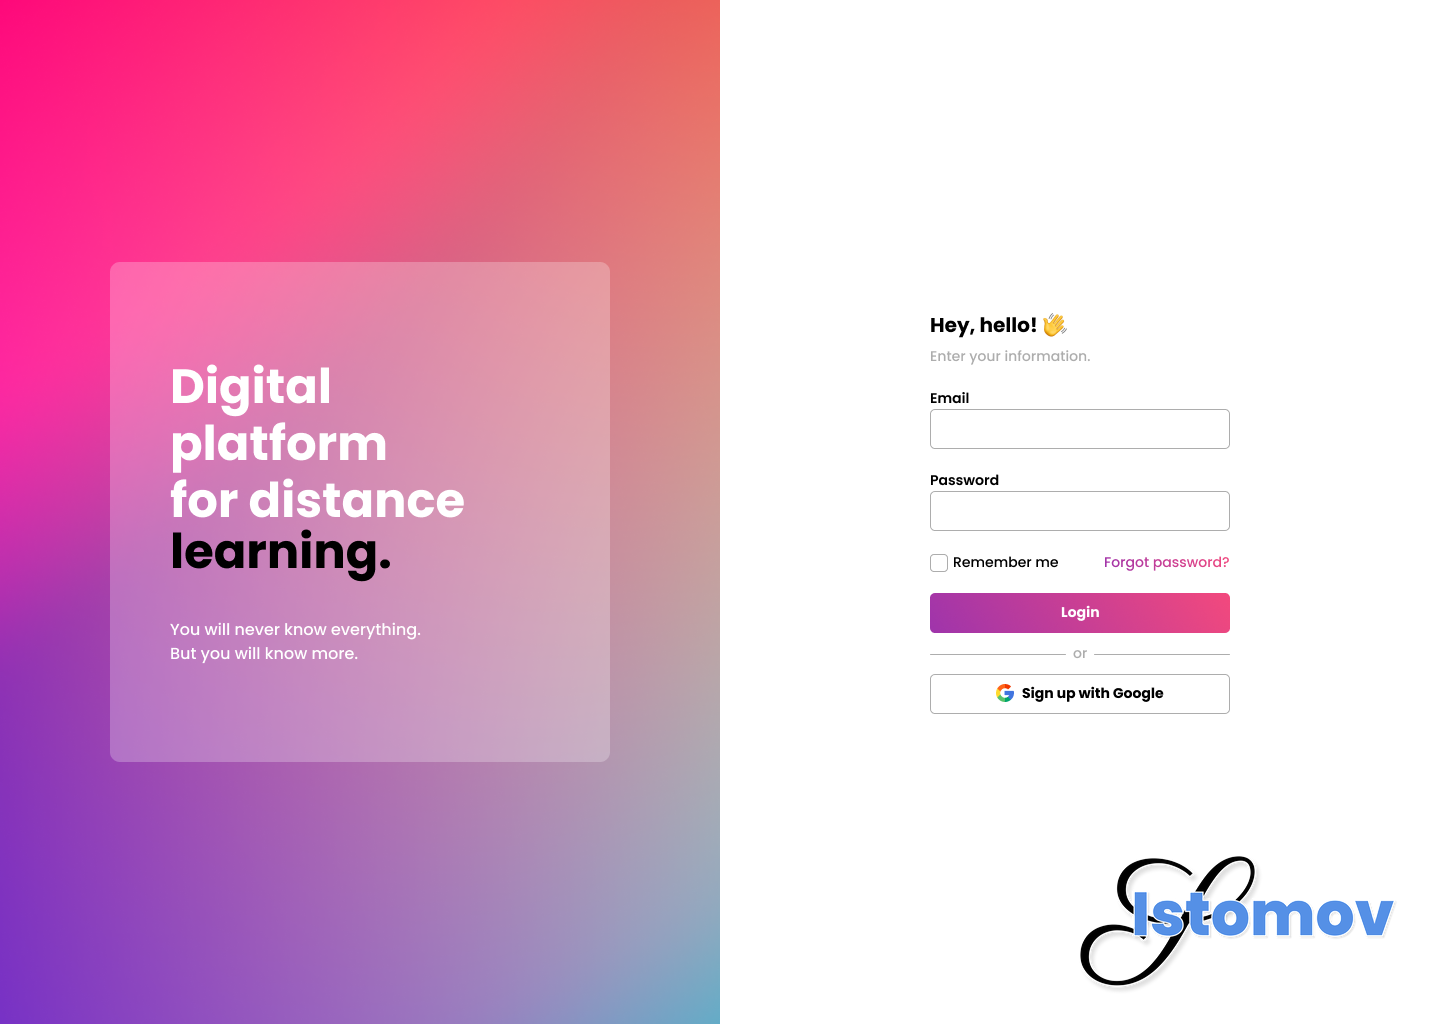 Digital
platform
for distance
learning.
You will never know everything.
But you will know more.
Hey, hello! 👋
Enter your information.
Email
Password
Remember me
Forgot password?
Login
or
Sign up with Google
S
Istomov